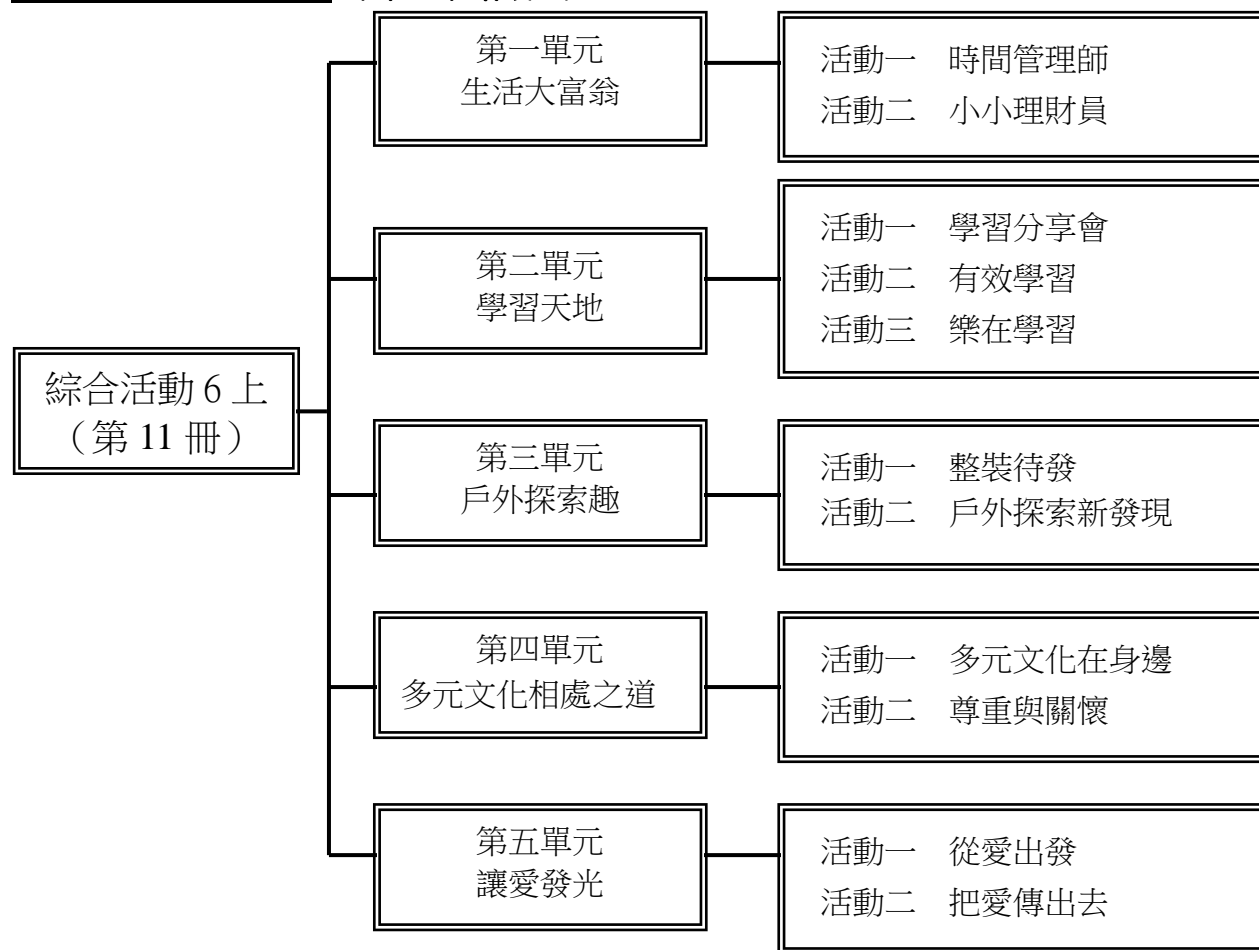 綜合活動 6 上
（第 11 冊）
第一單元
生活大富翁
活動一　時間管理師
活動二　小小理財員
第二單元
學習天地
活動一　學習分享會
活動二　有效學習
活動三　樂在學習
第三單元
戶外探索趣
活動一　整裝待發
活動二　戶外探索新發現
第四單元
多元文化相處之道
活動一　多元文化在身邊
活動二　尊重與關懷
第五單元
讓愛發光
活動一　從愛出發
活動二　把愛傳出去